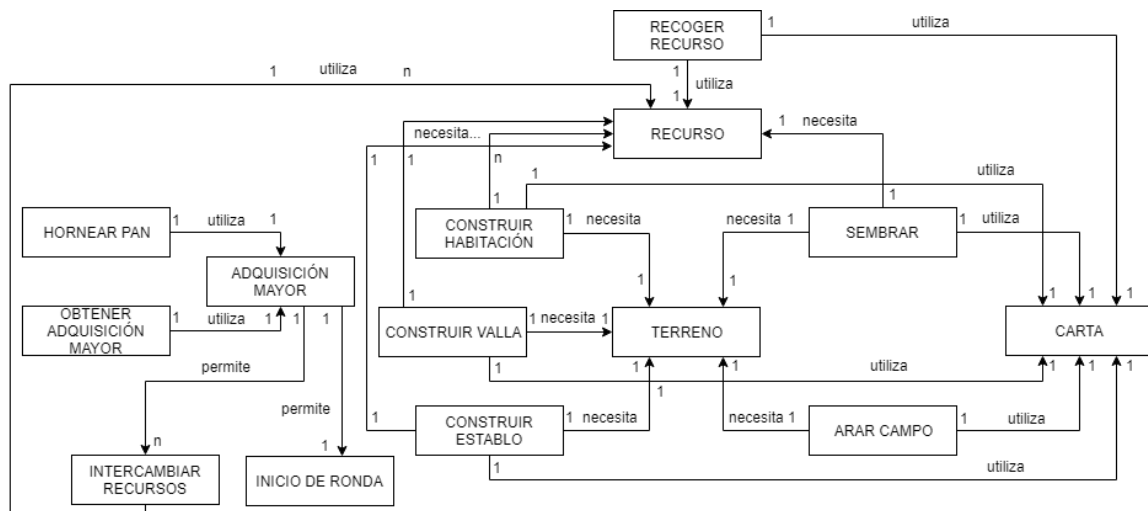 RECOGER
RECURSO
1
utiliza
1
utiliza
1
1
utiliza
n
RECURSO
1
necesita
necesita...
1
1
n
1
utiliza
1
1
1
HORNEAR PAN
1
utiliza
1
CONSTRUIR
HABITACIÓN
1
necesita
necesita
1
SEMBRAR
1
utiliza
ADQUISICIÓN
MAYOR
1
1
1
1
1
1
OBTENER
ADQUISICIÓN
MAYOR
1
utiliza
1
1
1
CONSTRUIR VALLA
1
necesita
1
TERRENO
CARTA
permite
1
utiliza
1
1
1
1
1
1
permite
1
CONSTRUIR
ESTABLO
1
necesita
necesita
1
ARAR CAMPO
1
utiliza
n
1
INTERCAMBIAR
RECURSOS
INICIO DE RONDA
1
utiliza